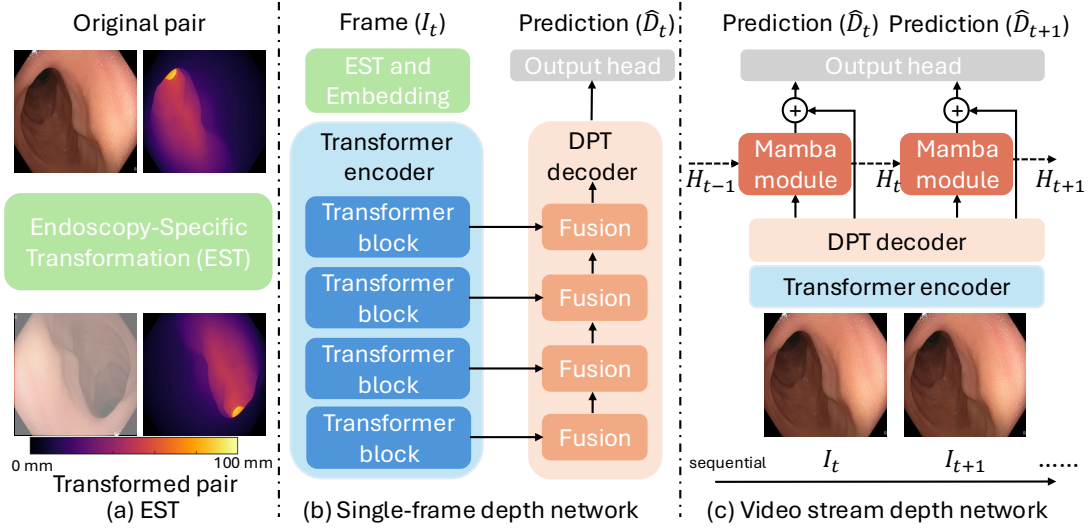 Original pair
Endoscopy-Specific
Transformation (EST)
0 mm
100 mm
Transformed pair
(a) EST
Frame (I_t)
EST and
Embedding
Transformer
encoder
Transformer
block
Transformer
block
Transformer
block
Transformer
block
Prediction (D̂_t)
Output head
DPT
decoder
Fusion
Fusion
Fusion
Fusion
(b) Single-frame depth network
Prediction (D̂_t)
Prediction (D̂_{t+1})
Output head
+
+
Mamba
module
Mamba
module
H_{t-1}
H_t
H_{t+1}
DPT decoder
Transformer encoder
sequential
I_t
I_{t+1}
......
(c) Video stream depth network